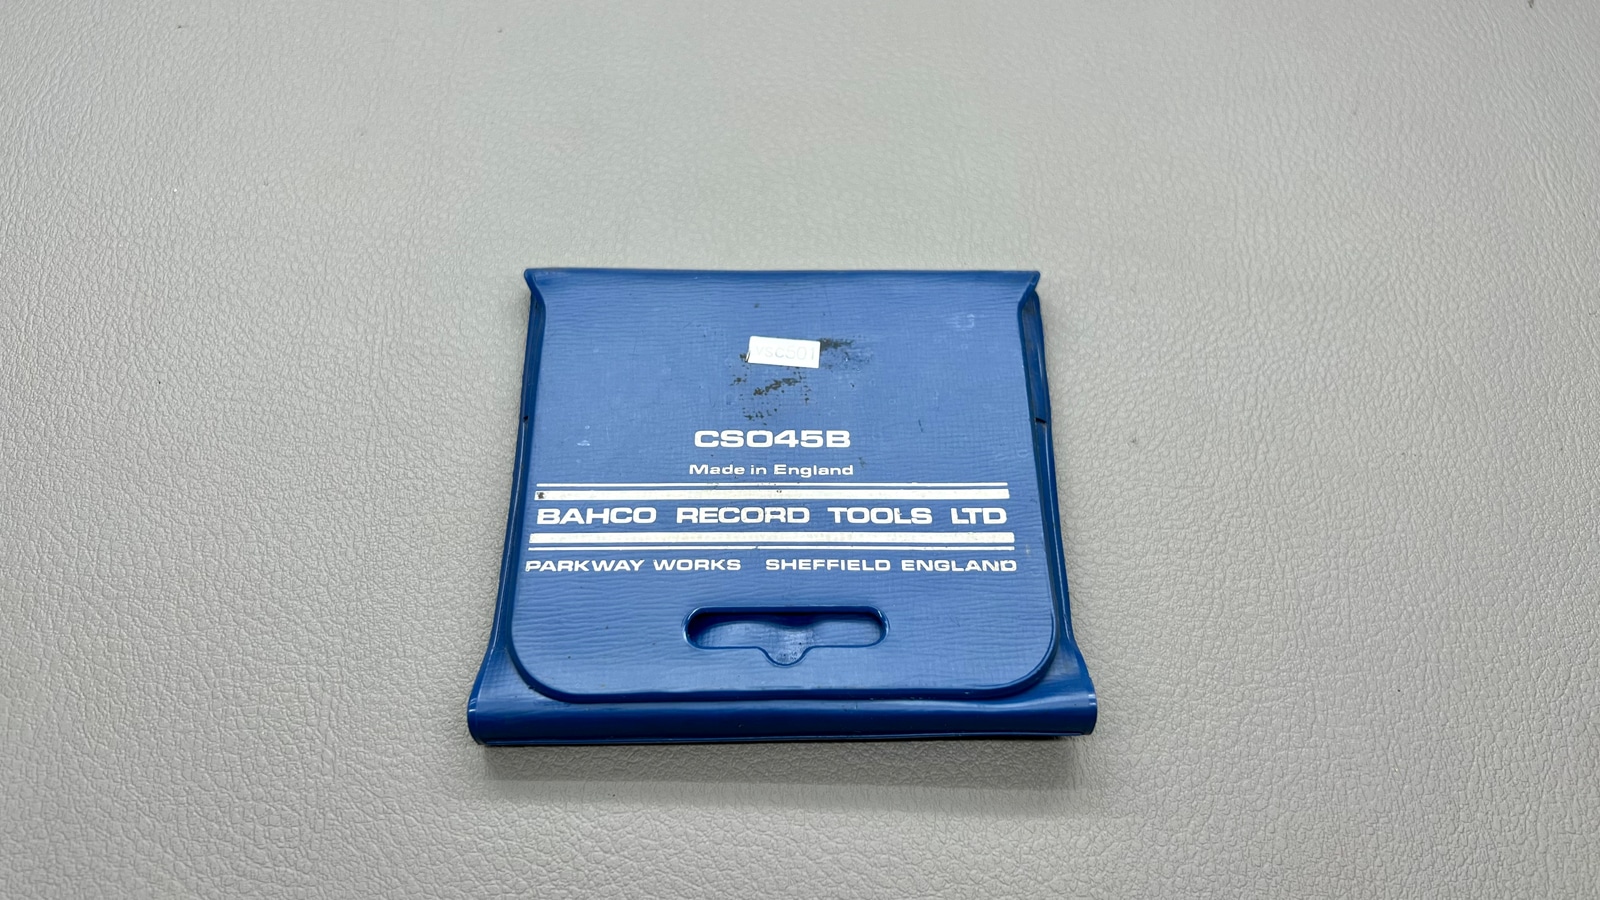 CS045B
Made in England
BAHCO RECORD TOOLS LTD
PARKWAY WORKS SHEFFIELD ENGLAND